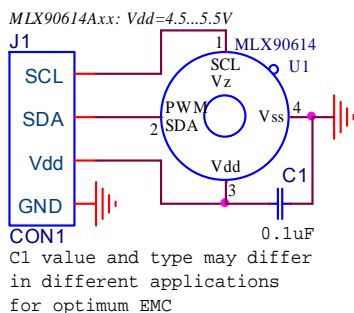 MLX90614Axx: Vdd=4.5...5.5V
J1
SCL
SDA
Vdd
GND
CON1
1
MLX90614
U1
SCL
Vz
PWM
SDA
2
Vss
4
Vdd
3
C1
0.1uF
C1 value and type may differ
in different applications
for optimum EMC